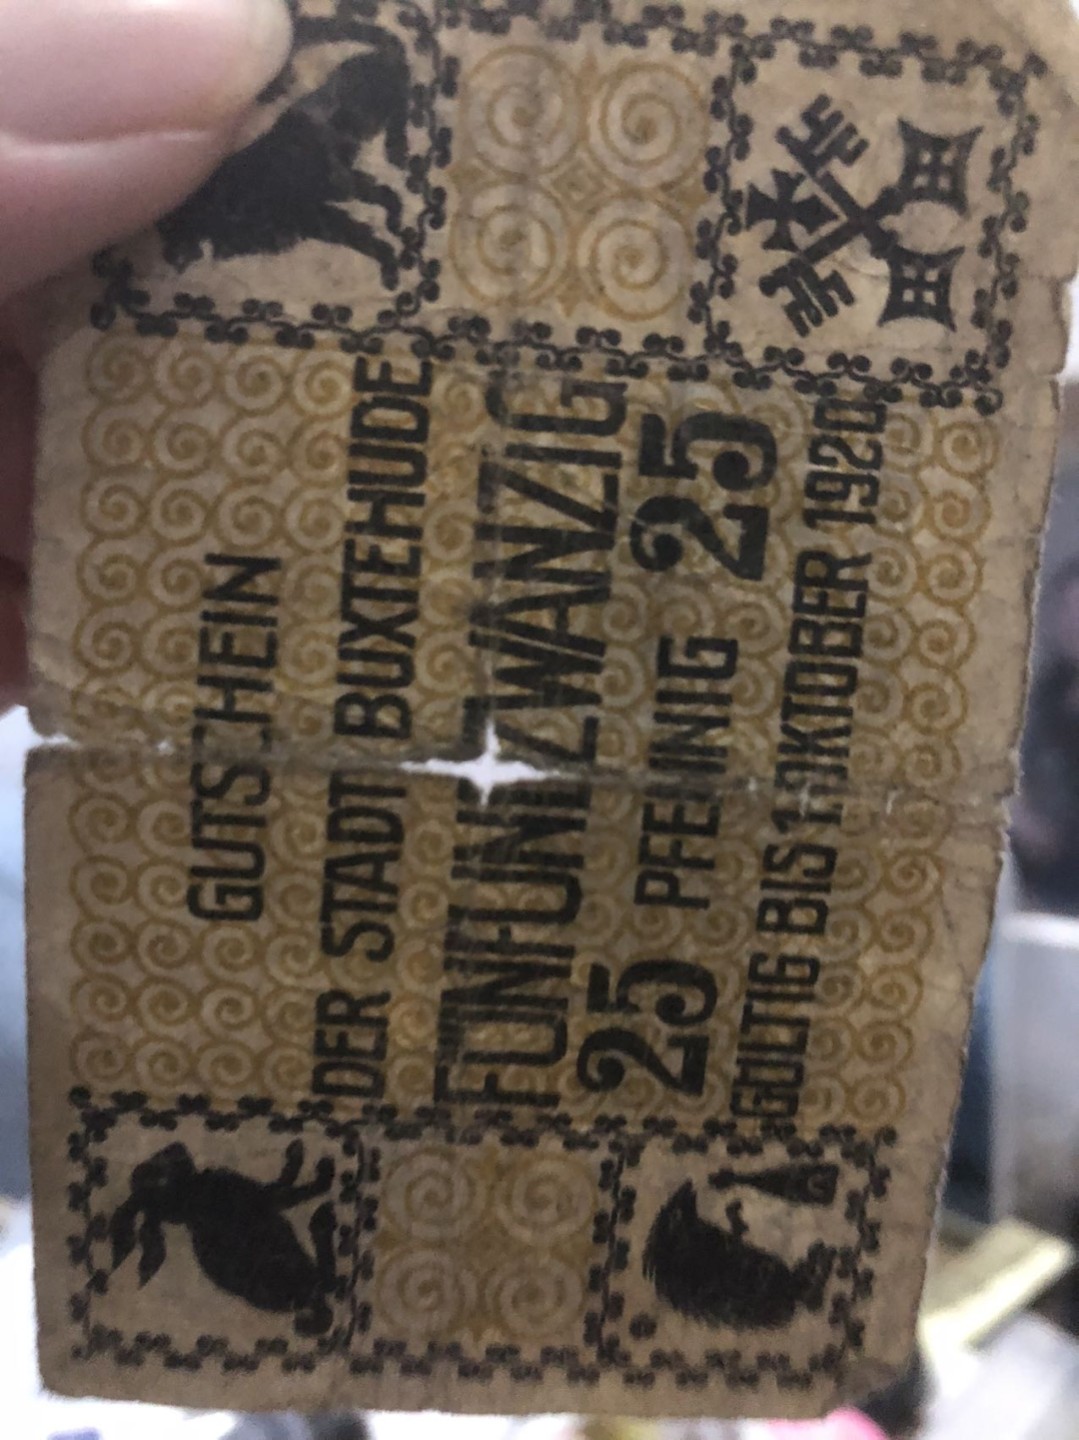 GUTSCHEIN
DER STADT BUXTEHUDE
FÜNFUNDZWANZIG
25 PFENNIG 25
GÜLTIG BIS 1.OKTOBER 1920